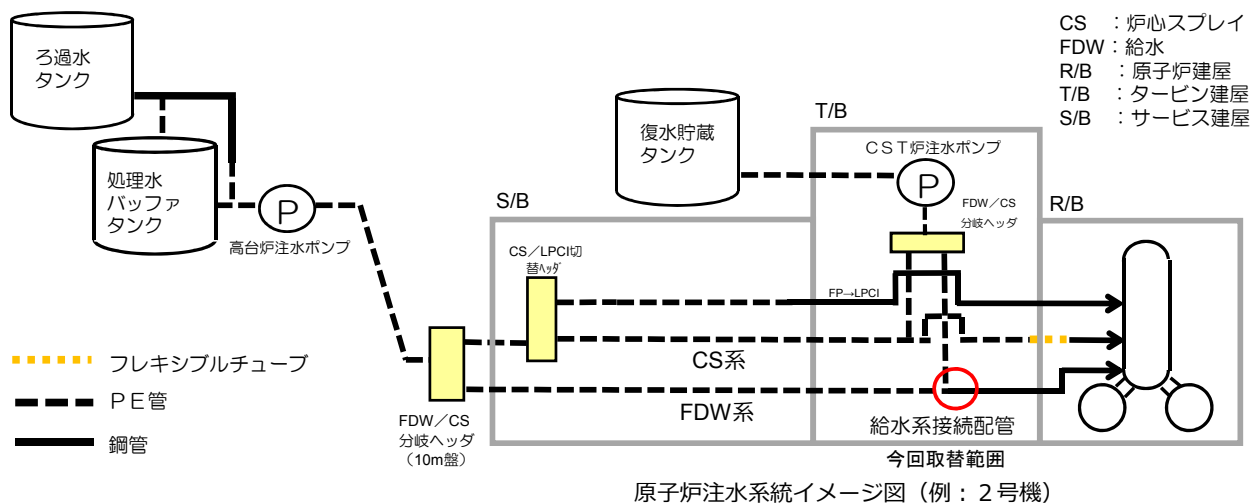 ろ過水
タンク
処理水
バッファ
タンク
P
高台炉注水ポンプ
復水貯蔵
タンク
T/B
CST炉注水ポンプ
P
FDW/CS
分岐ヘッダ
CS :炉心スプレイ
FDW:給水
R/B :原子炉建屋
T/B :タービン建屋
S/B :サービス建屋
S/B
R/B
CS/LPCI切
替ヘッダ
FP→LPCI
CS系
FDW系
フレキシブルチューブ
PE管
鋼管
FDW/CS
分岐ヘッダ
(10m盤)
給水系接続配管
今回取替範囲
原子炉注水系統イメージ図(例:2号機)